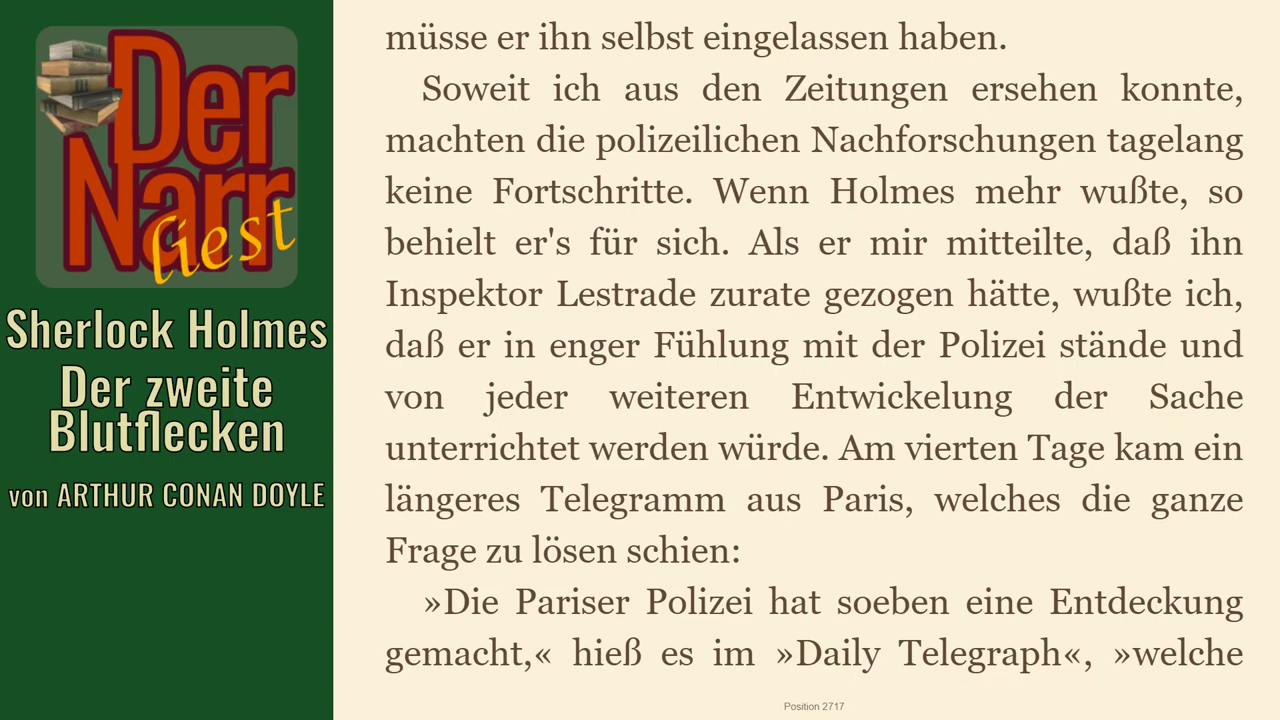 Der
Narr
liest
Sherlock Holmes
Der zweite
Blutflecken
von ARTHUR CONAN DOYLE
müsse er ihn selbst eingelassen haben.
Soweit ich aus den Zeitungen ersehen konnte,
machten die polizeilichen Nachforschungen tagelang
keine Fortschritte. Wenn Holmes mehr wußte, so
behielt er's für sich. Als er mir mitteilte, daß ihn
Inspektor Lestrade zurate gezogen hätte, wußte ich,
daß er in enger Fühlung mit der Polizei stände und
von jeder weiteren Entwickelung der Sache
unterrichtet werden würde. Am vierten Tage kam ein
längeres Telegramm aus Paris, welches die ganze
Frage zu lösen schien:
»Die Pariser Polizei hat soeben eine Entdeckung
gemacht,« hieß es im »Daily Telegraph«, »welche
Position 2717